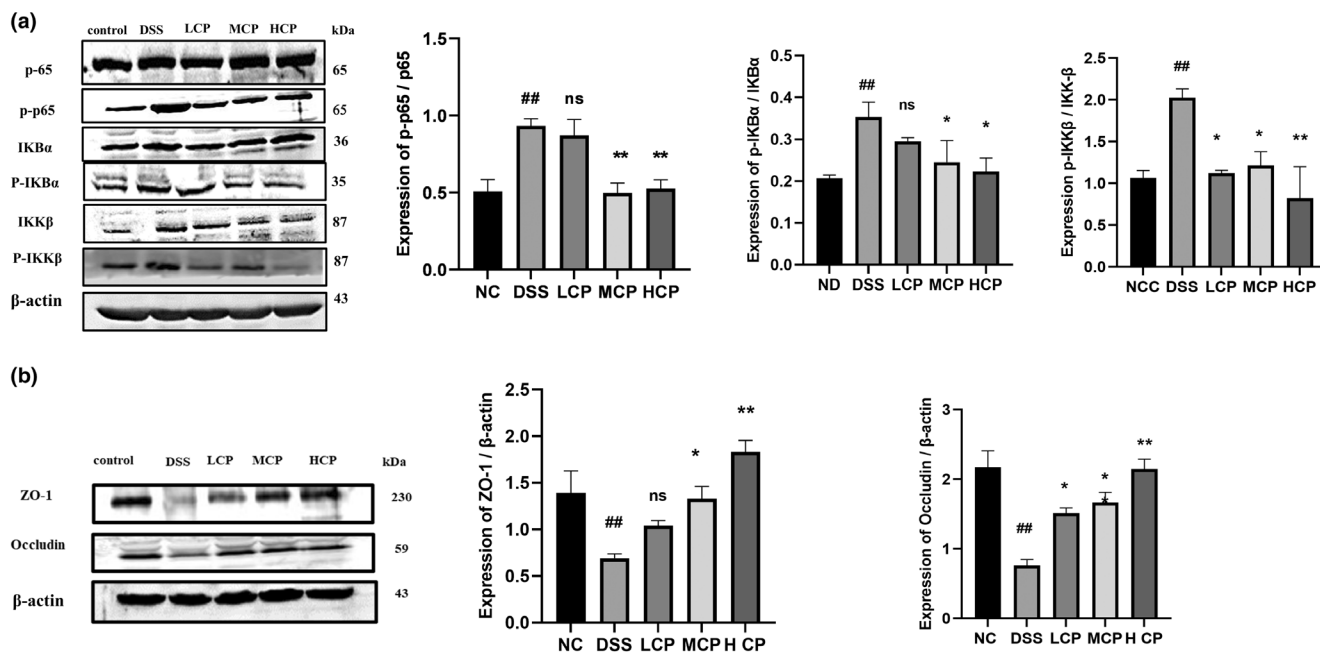 (a)
control DSS LCP MCP HCP kDa
p-65 65
p-p65 65
IKBα 36
P-IKBα 35
IKKβ 87
P-IKKβ 87
β-actin 43
Expression of p-p65 / p65
1.5
1.0
0.5
0.0
## ns ** **
NC DSS LCP MCP HCP
Expression of p-IKBα / IKBα
0.5
0.4
0.3
0.2
0.1
0.0
## ns * *
ND DSS LCP MCP HCP
Expression p-IKKβ / IKK-β
2.5
2.0
1.5
1.0
0.5
0.0
## * * **
NCC DSS LCP MCP HCP
(b)
control DSS LCP MCP HCP kDa
ZO-1 230
Occludin 59
β-actin 43
Expression of ZO-1 / β-actin
2.5
2.0
1.5
1.0
0.5
0.0
## ns * **
NC DSS LCP MCP H CP
Expression of Occludin / β-actin
3
2
1
0
## * * * **
NC DSS LCP MCP H CP